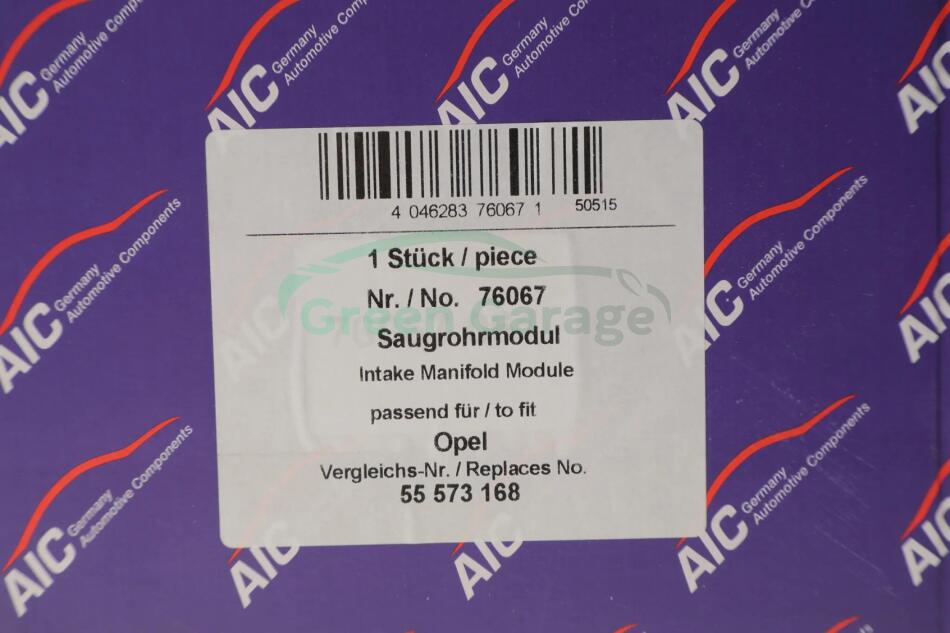 AIC Germany Automotive Components
4 046283 76067 1 50515
1 Stück / piece
Nr. / No. 76067
Green Garage
Saugrohrmodul
Intake Manifold Module
passend für / to fit
Opel
Vergleichs-Nr. / Replaces No.
55 573 168